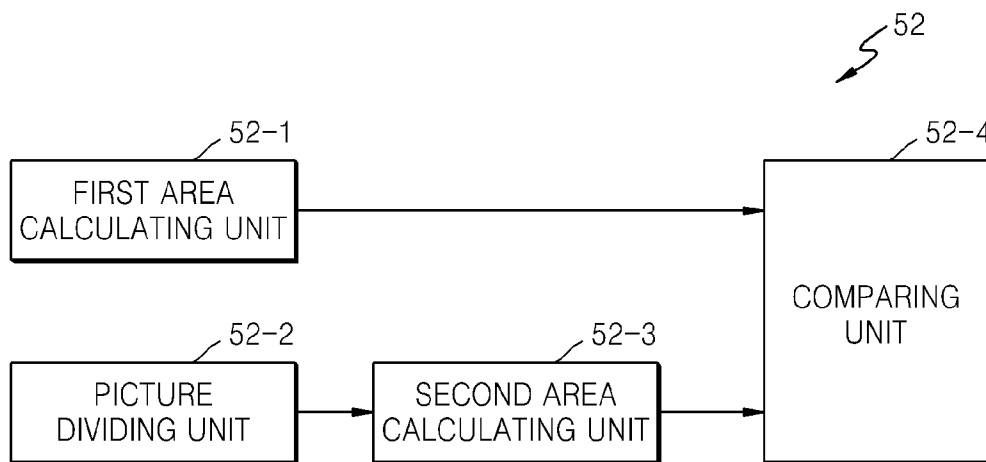 52
52-1
FIRST AREA
CALCULATING UNIT
52-4
COMPARING
UNIT
52-2
PICTURE
DIVIDING UNIT
52-3
SECOND AREA
CALCULATING UNIT